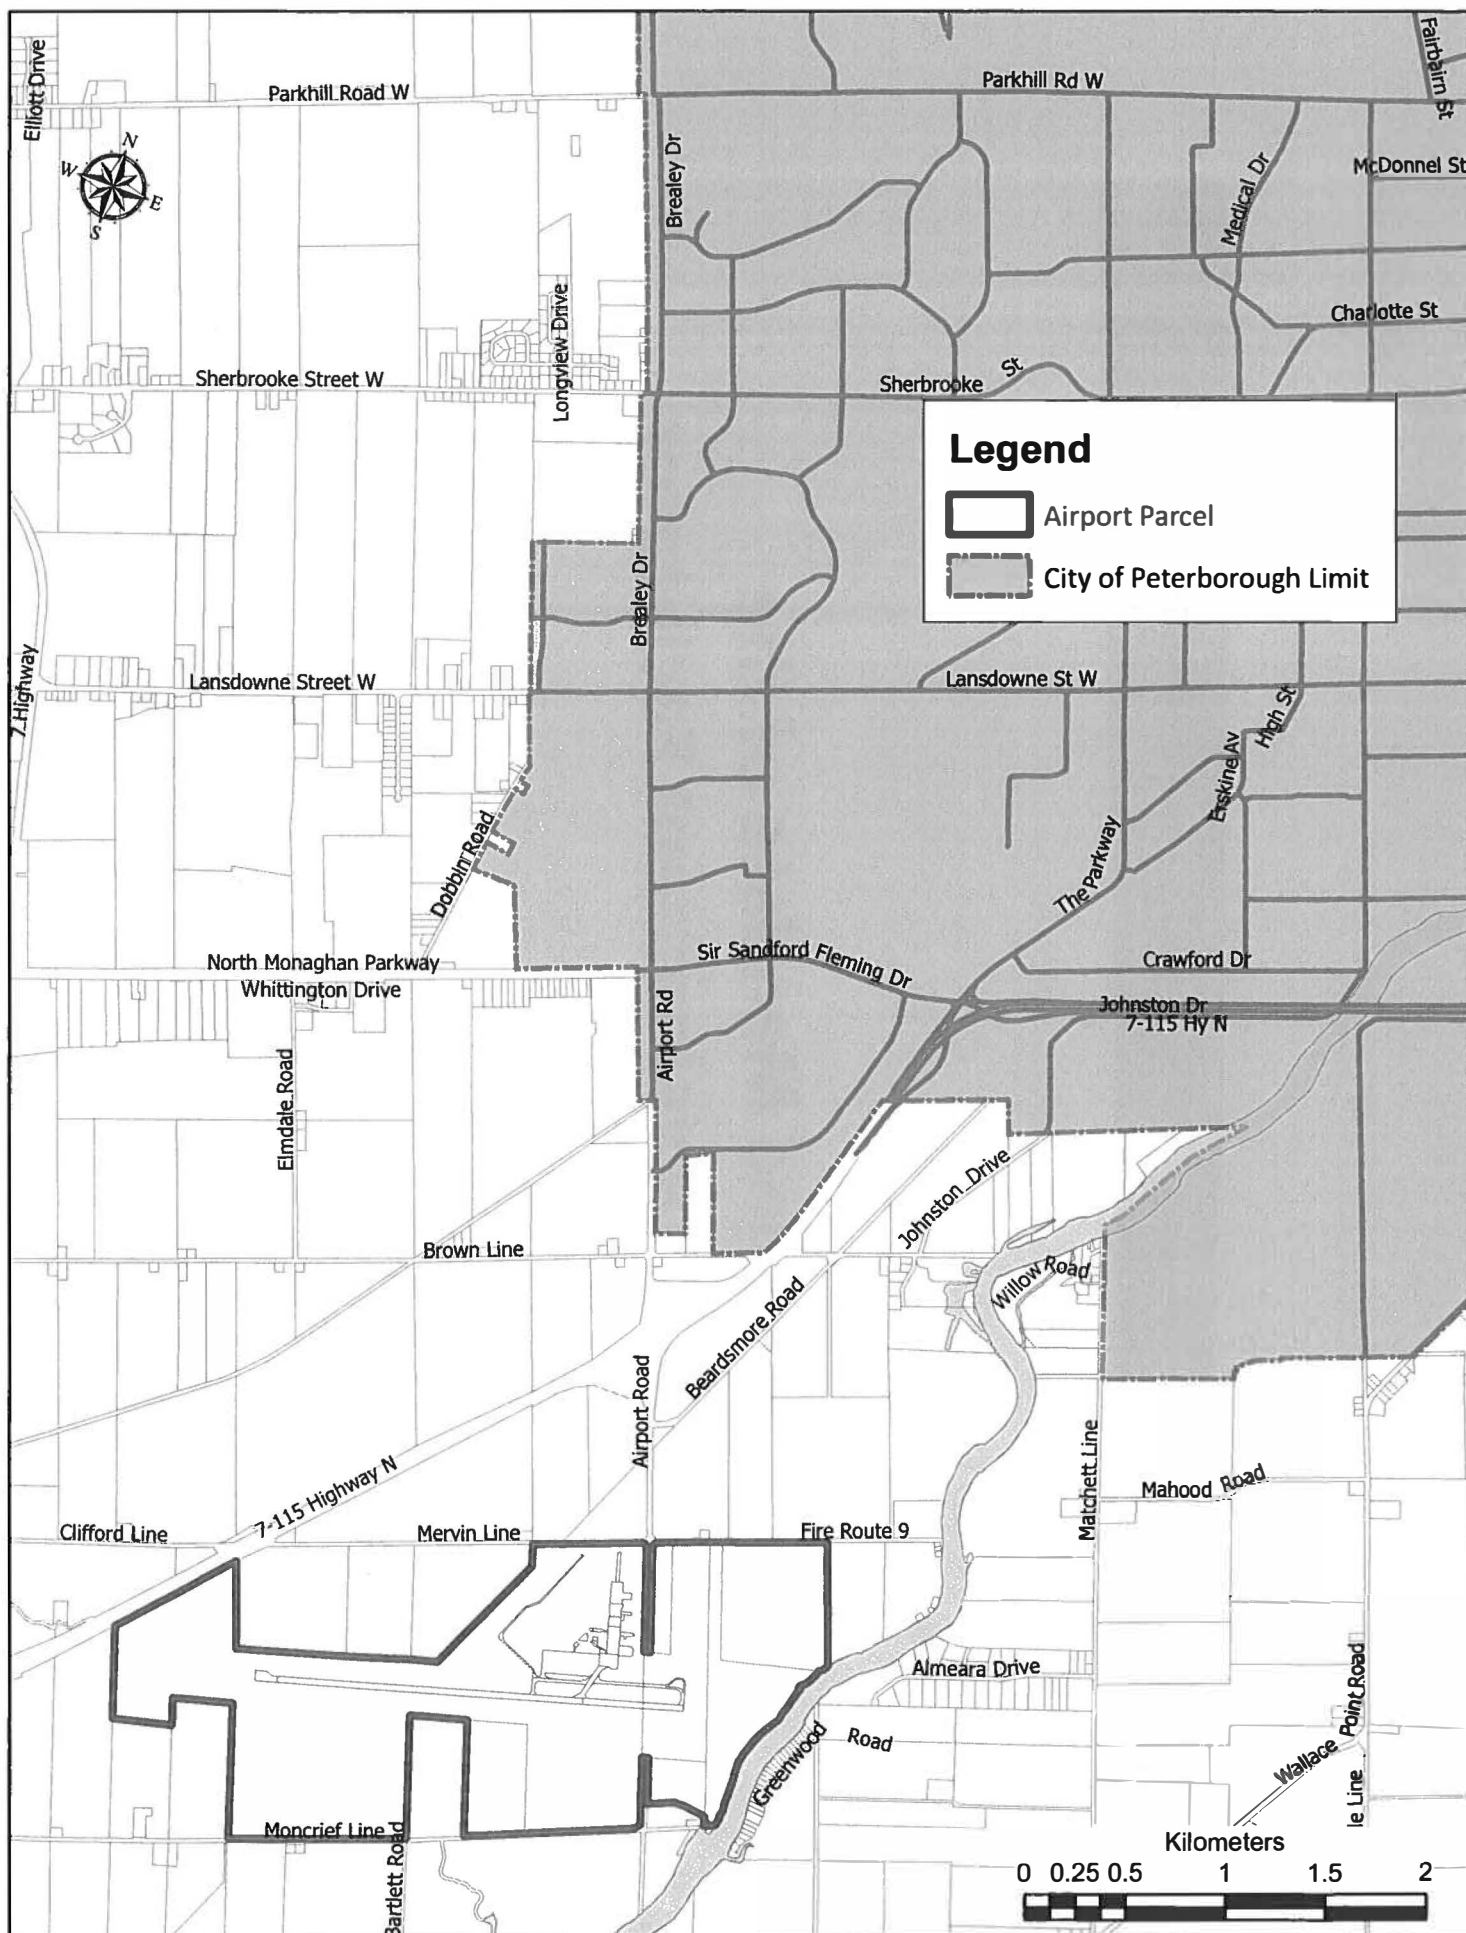 Elliott Drive
Parkhill Road W
Parkhill Rd W
Fairbairn St
N
W
E
S
Brealey Dr
Medical Dr
McDonnel St
Longview Drive
Charlotte St
Sherbrooke Street W
Sherbrooke St
Legend
Airport Parcel
City of Peterborough Limit
Brealey Dr
7 Highway
Lansdowne Street W
Lansdowne St W
High St
Erskine Av
Dobbin Road
The Parkway
North Monaghan Parkway
Sir Sandford Fleming Dr
Crawford Dr
Whittington Drive
Johnston Dr
7-115 Hy N
Airport Rd
Elmdale Road
Johnston Drive
Brown Line
Willow Road
Beardsmore Road
Airport Road
Matchett Line
7-115 Highway N
Mahood Road
Clifford Line
Mervin Line
Fire Route 9
Almeara Drive
Point Road
Wallace
Greenwood
Road
le Line
Moncrief Line
Bartlett Road
Kilometers
0 0.25 0.5 1 1.5 2